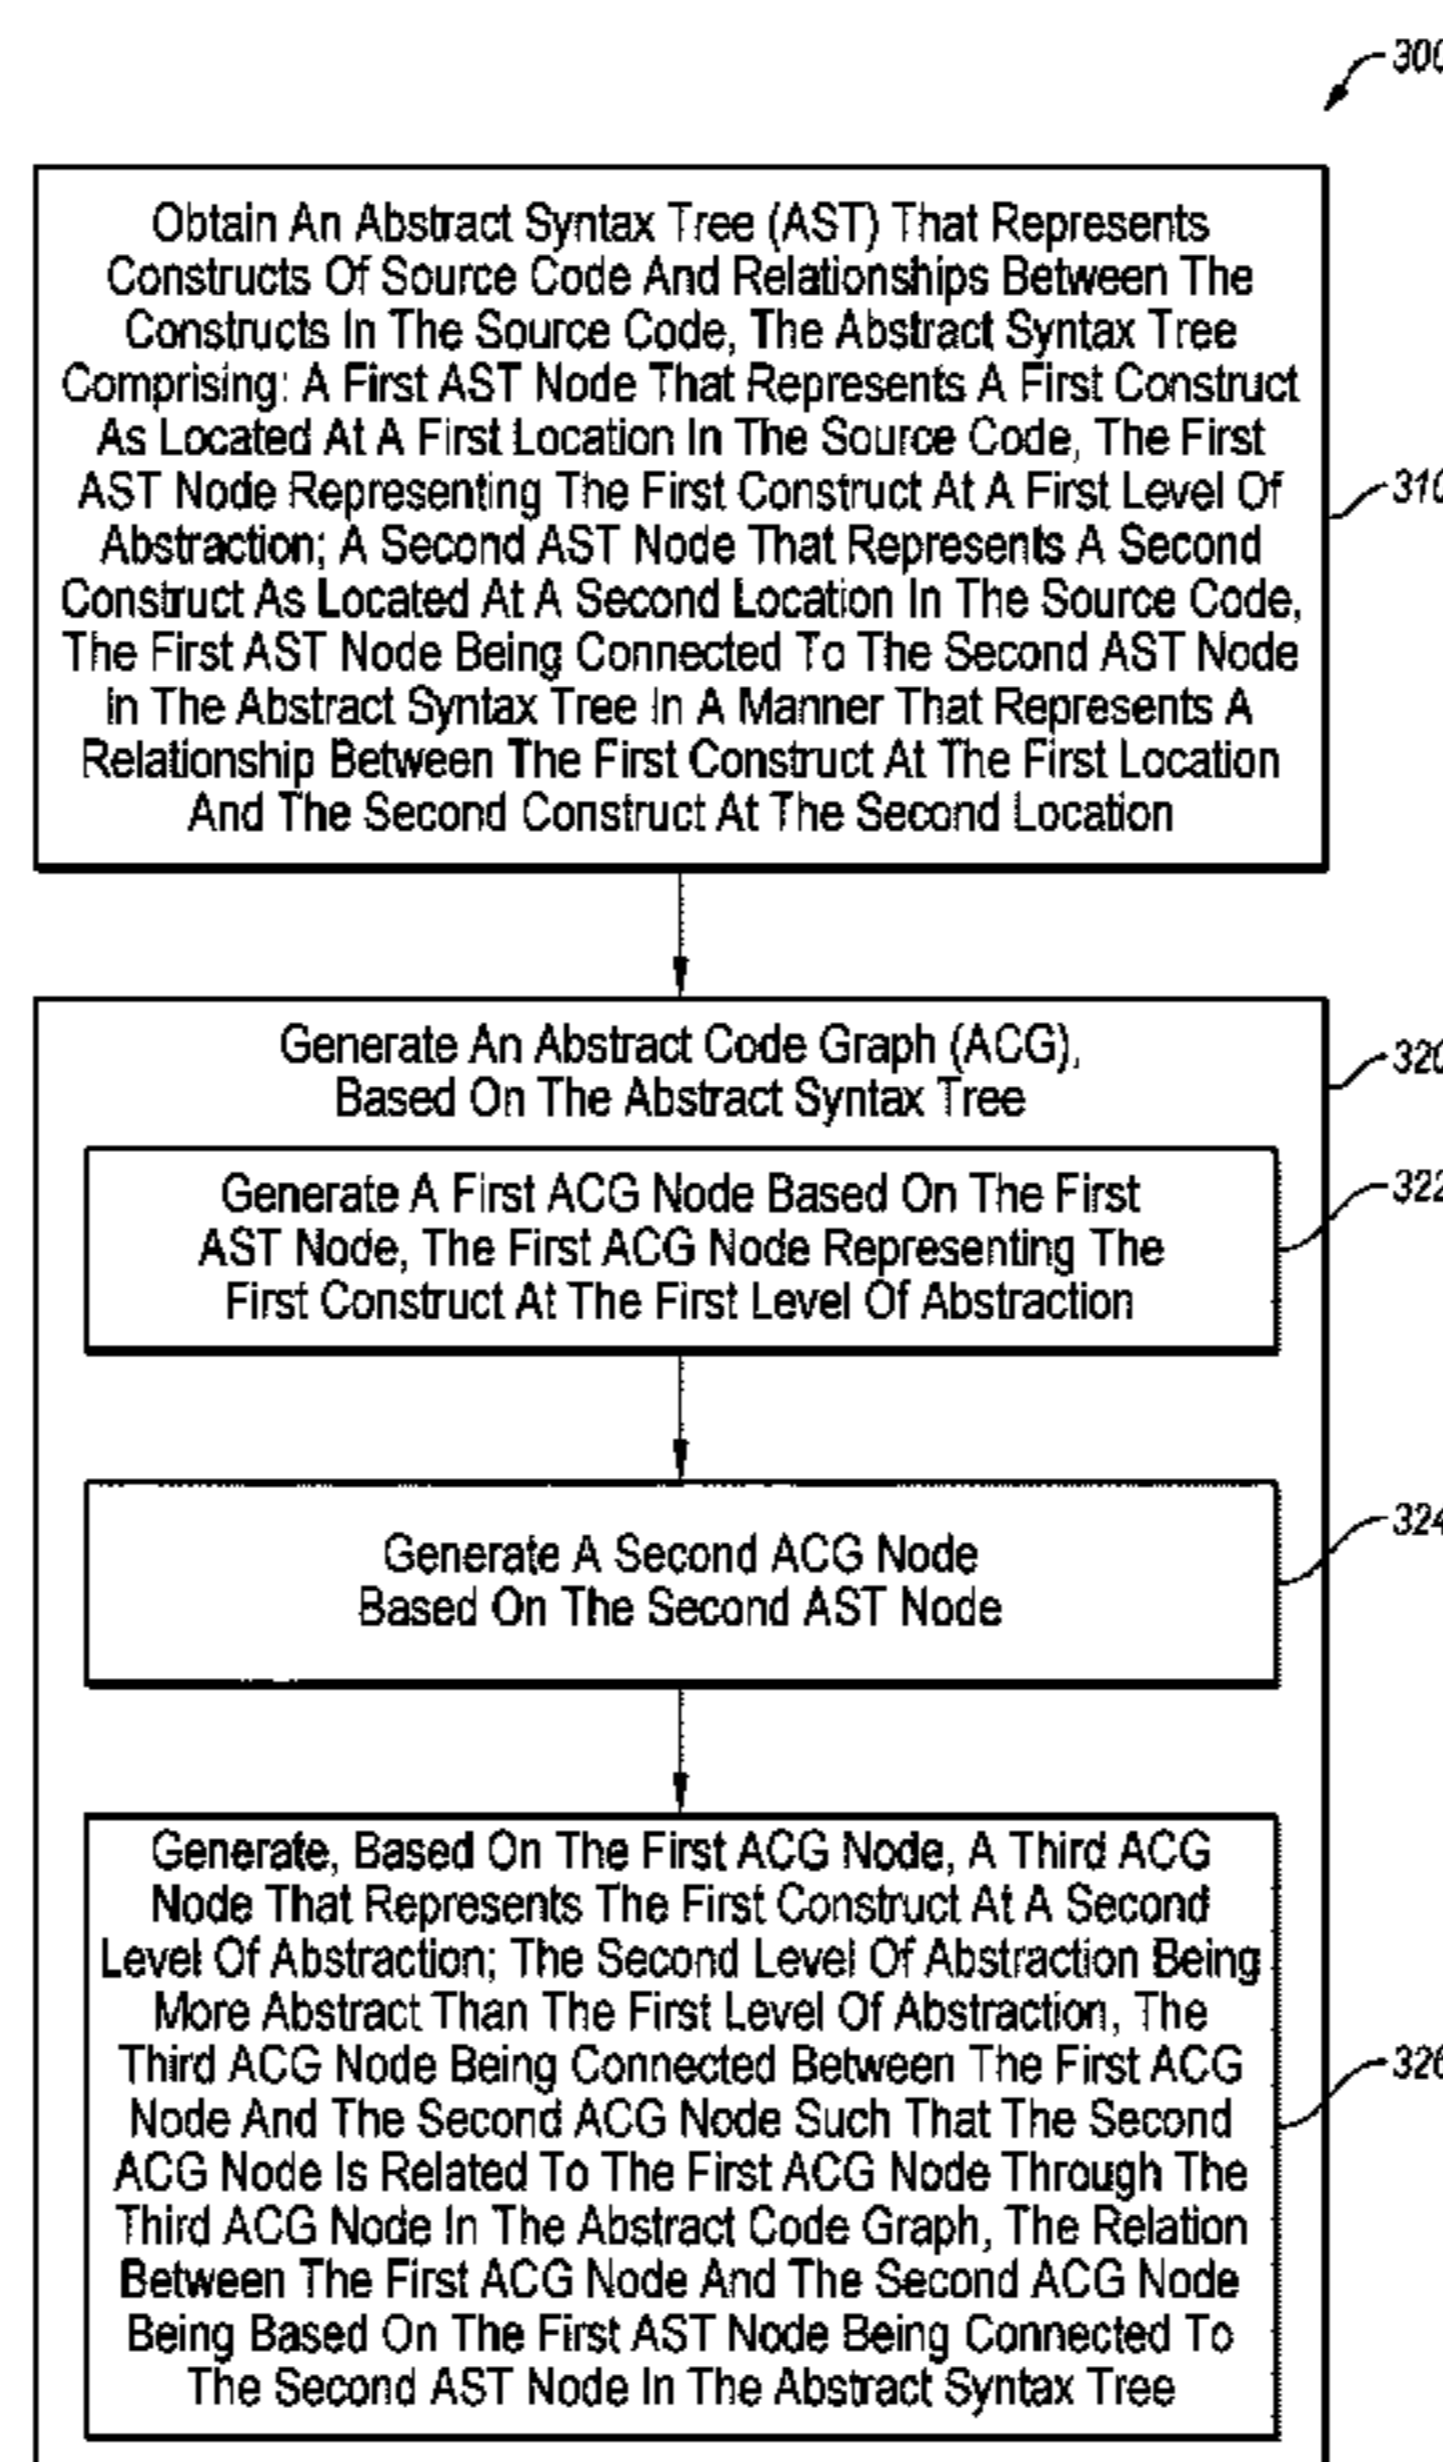 300
Obtain An Abstract Syntax Tree (AST) That Represents
Constructs Of Source Code And Relationships Between The
Constructs In The Source Code, The Abstract Syntax Tree
Comprising: A First AST Node That Represents A First Construct
As Located At A First Location In The Source Code, The First
AST Node Representing The First Construct At A First Level Of
Abstraction; A Second AST Node That Represents A Second
Construct As Located At A Second Location In The Source Code,
The First AST Node Being Connected To The Second AST Node
in The Abstract Syntax Tree In A Manner That Represents A
Relationship Between The First Construct At The First Location
And The Second Construct At The Second Location
310
Generate An Abstract Code Graph (ACG),
Based On The Abstract Syntax Tree
320
Generate A First ACG Node Based On The First
AST Node, The First ACG Node Representing The
First Construct At The First Level Of Abstraction
322
Generate A Second ACG Node
Based On The Second AST Node
324
Generate, Based On The First ACG Node, A Third ACG
Node That Represents The First Construct At A Second
Level Of Abstraction; The Second Level Of Abstraction Being
More Abstract Than The First Level Of Abstraction, The
Third ACG Node Being Connected Between The First ACG
Node And The Second ACG Node Such That The Second
ACG Node Is Related To The First ACG Node Through The
Third ACG Node In The Abstract Code Graph, The Relation
Between The First ACG Node And The Second ACG Node
Being Based On The First AST Node Being Connected To
The Second AST Node In The Abstract Syntax Tree
326